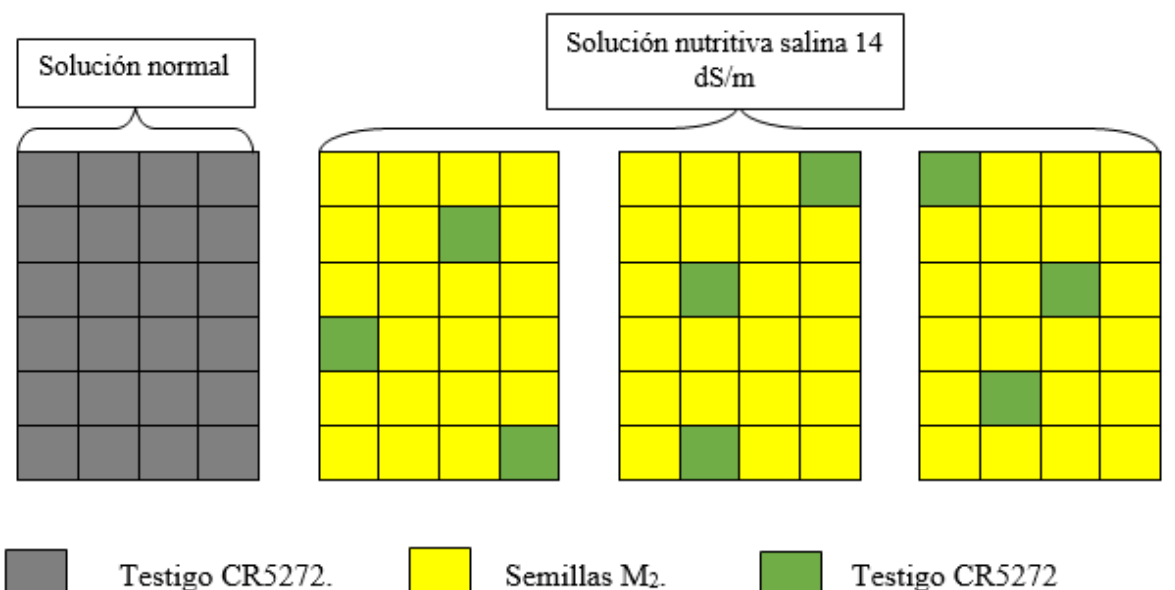 Solución normal
Solución nutritiva salina 14
dS/m
Testigo CR5272.
Semillas M₂.
Testigo CR5272